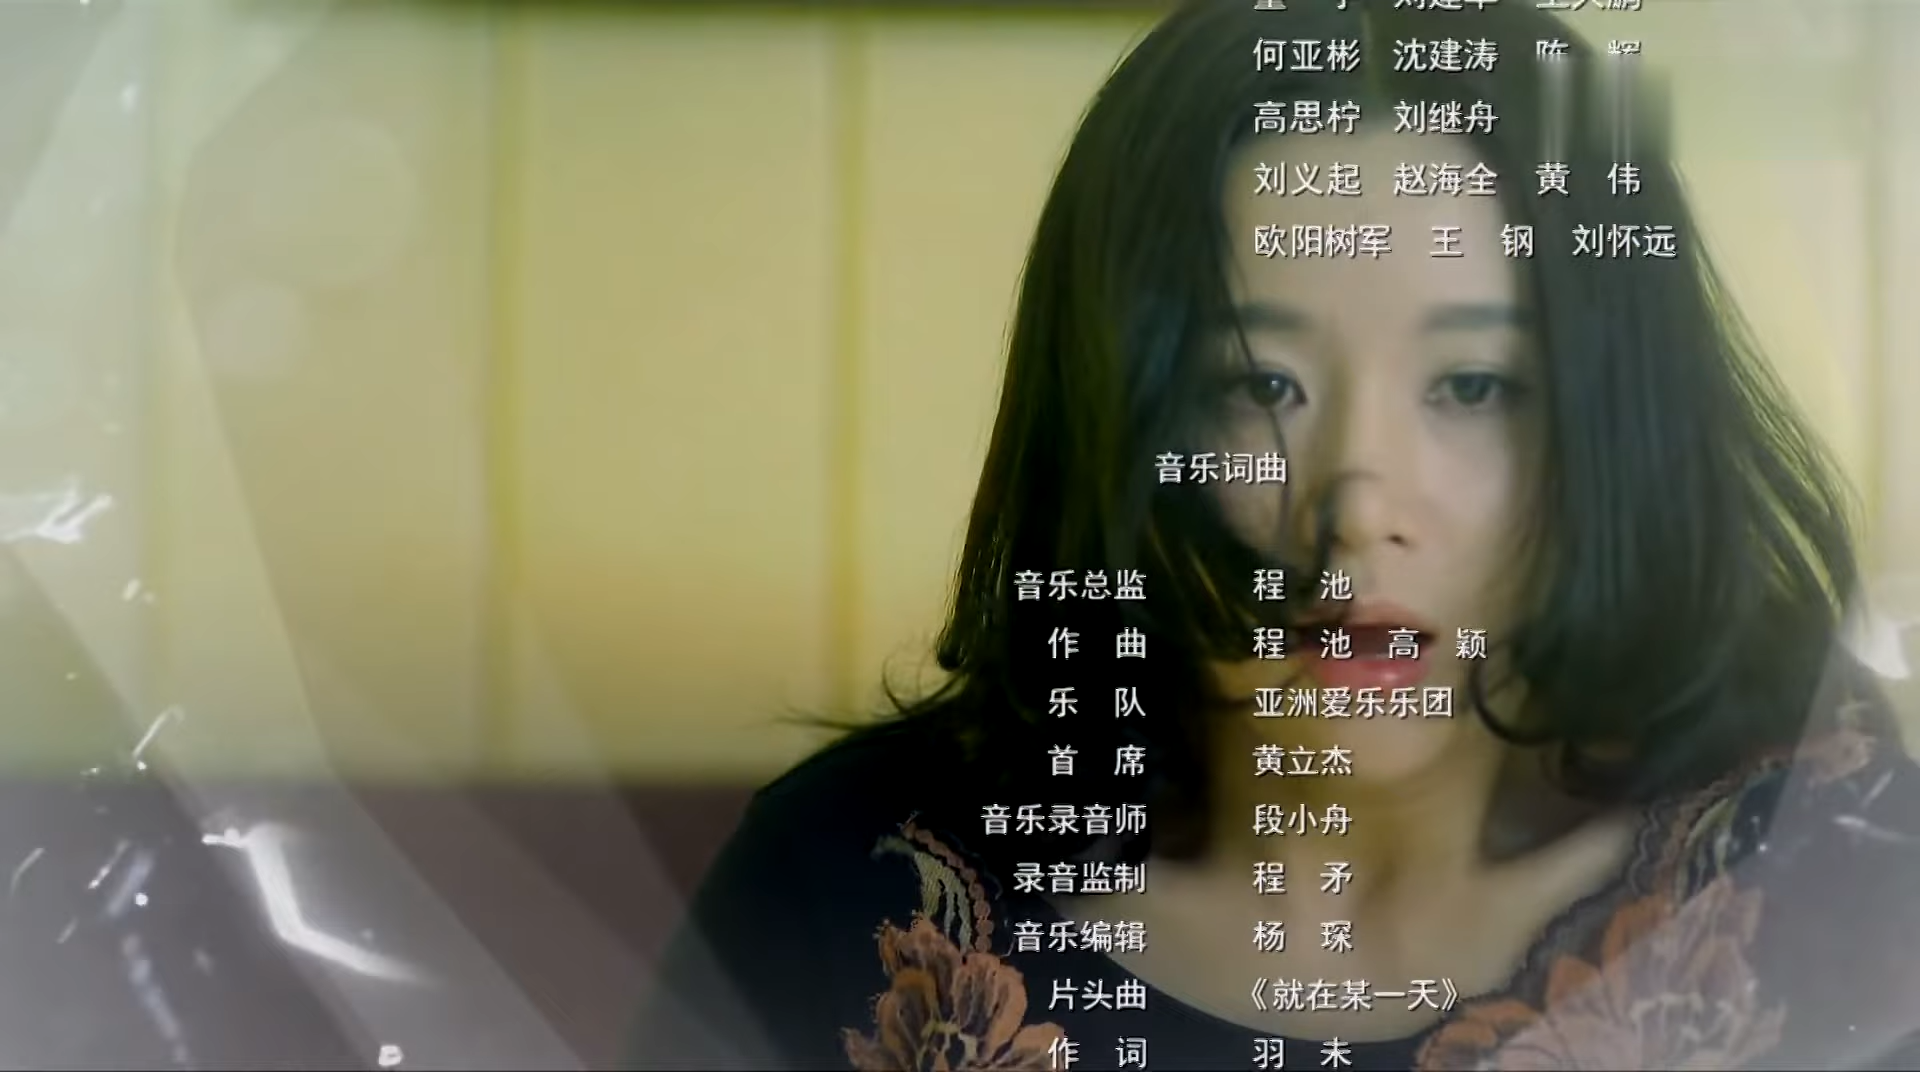 何亚彬 沈建涛 陈 辉
高思柠 刘继舟
刘义起 赵海全 黄 伟
欧阳树军 王 钢 刘怀远
音乐词曲
音乐总监 程 池
作 曲 程 池 高 颖
乐 队 亚洲爱乐乐团
首 席 黄立杰
音乐录音师 段小舟
录音监制 程 矛
音乐编辑 杨 琛
片头曲 《就在某一天》
作 词 羽 未